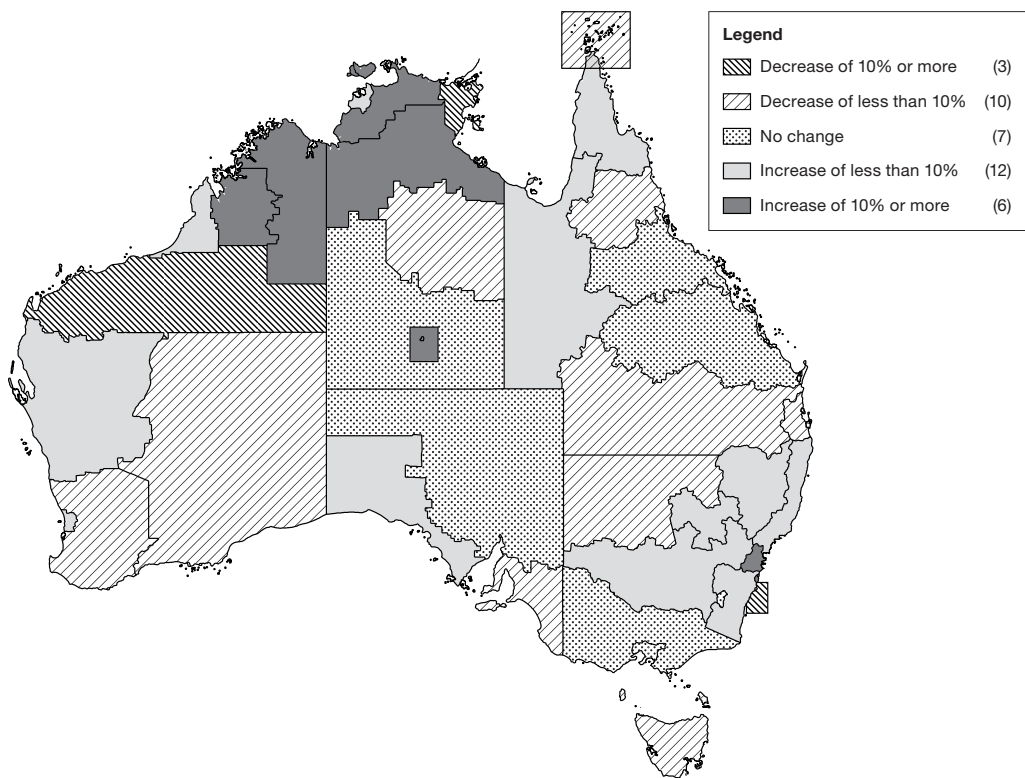 Legend
Decrease of 10% or more (3)
Decrease of less than 10% (10)
No change (7)
Increase of less than 10% (12)
Increase of 10% or more (6)